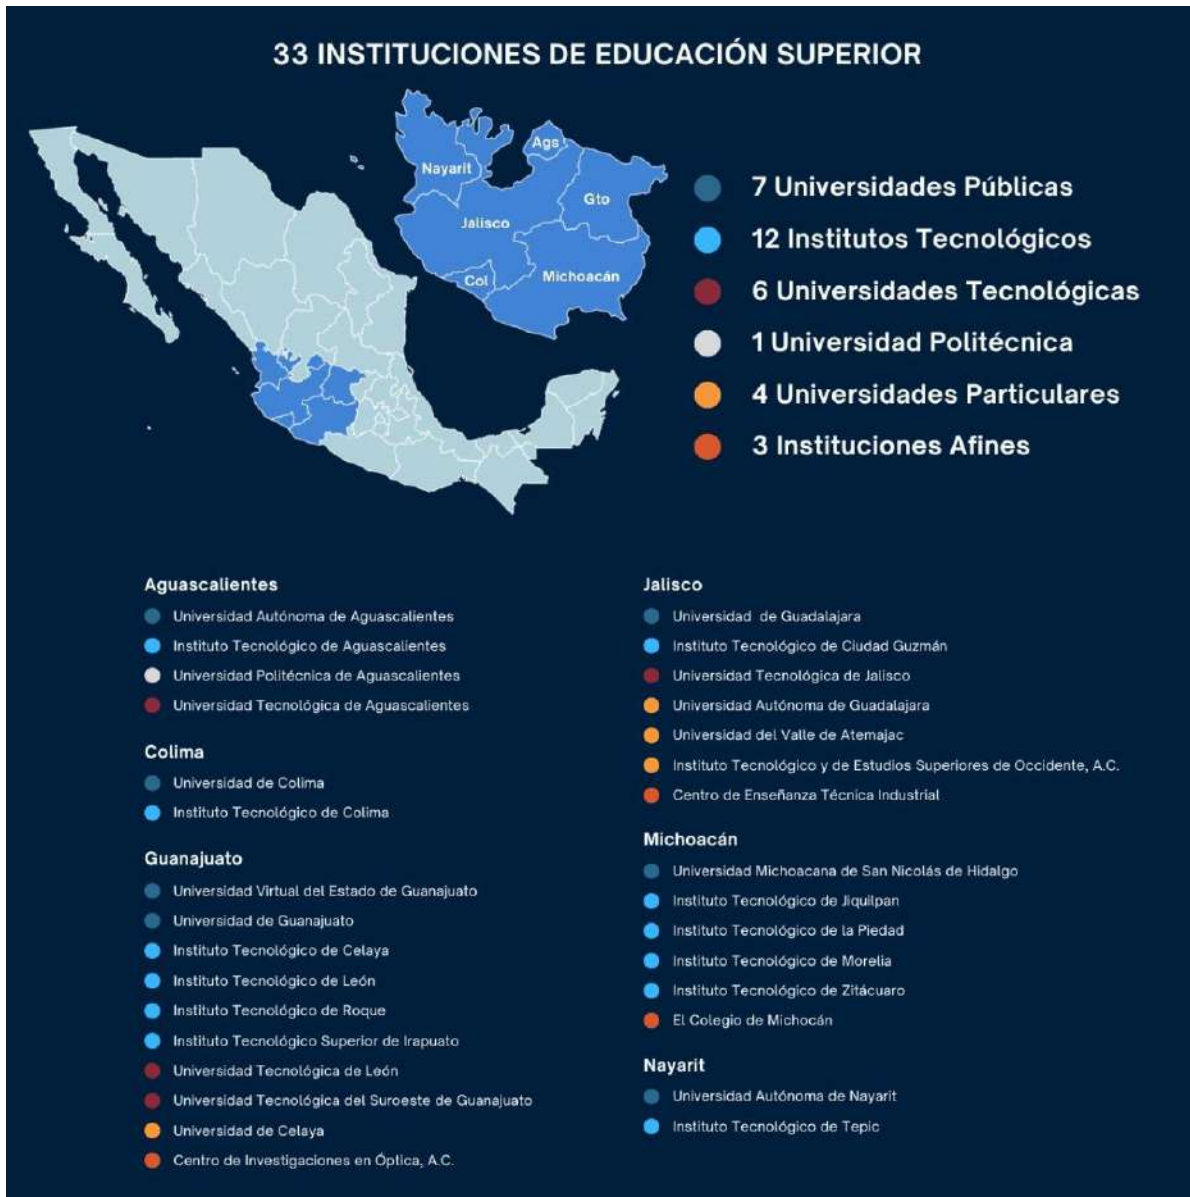 33 INSTITUCIONES DE EDUCACIÓN SUPERIOR
Ags
Nayarit
Gto
Jalisco
Col
Michoacán
7 Universidades Públicas
12 Institutos Tecnológicos
6 Universidades Tecnológicas
1 Universidad Politécnica
4 Universidades Particulares
3 Instituciones Afines
Aguascalientes
Universidad Autónoma de Aguascalientes
Instituto Tecnológico de Aguascalientes
Universidad Politécnica de Aguascalientes
Universidad Tecnológica de Aguascalientes
Colima
Universidad de Colima
Instituto Tecnológico de Colima
Guanajuato
Universidad Virtual del Estado de Guanajuato
Universidad de Guanajuato
Instituto Tecnológico de Celaya
Instituto Tecnológico de León
Instituto Tecnológico de Roque
Instituto Tecnológico Superior de Irapuato
Universidad Tecnológica de León
Universidad Tecnológica del Suroeste de Guanajuato
Universidad de Celaya
Centro de Investigaciones en Óptica, A.C.
Jalisco
Universidad de Guadalajara
Instituto Tecnológico de Ciudad Guzmán
Universidad Tecnológica de Jalisco
Universidad Autónoma de Guadalajara
Universidad del Valle de Atemajac
Instituto Tecnológico y de Estudios Superiores de Occidente, A.C.
Centro de Enseñanza Técnica Industrial
Michoacán
Universidad Michoacana de San Nicolás de Hidalgo
Instituto Tecnológico de Jiquilpan
Instituto Tecnológico de la Piedad
Instituto Tecnológico de Morelia
Instituto Tecnológico de Zitácuaro
El Colegio de Michocán
Nayarit
Universidad Autónoma de Nayarit
Instituto Tecnológico de Tepic